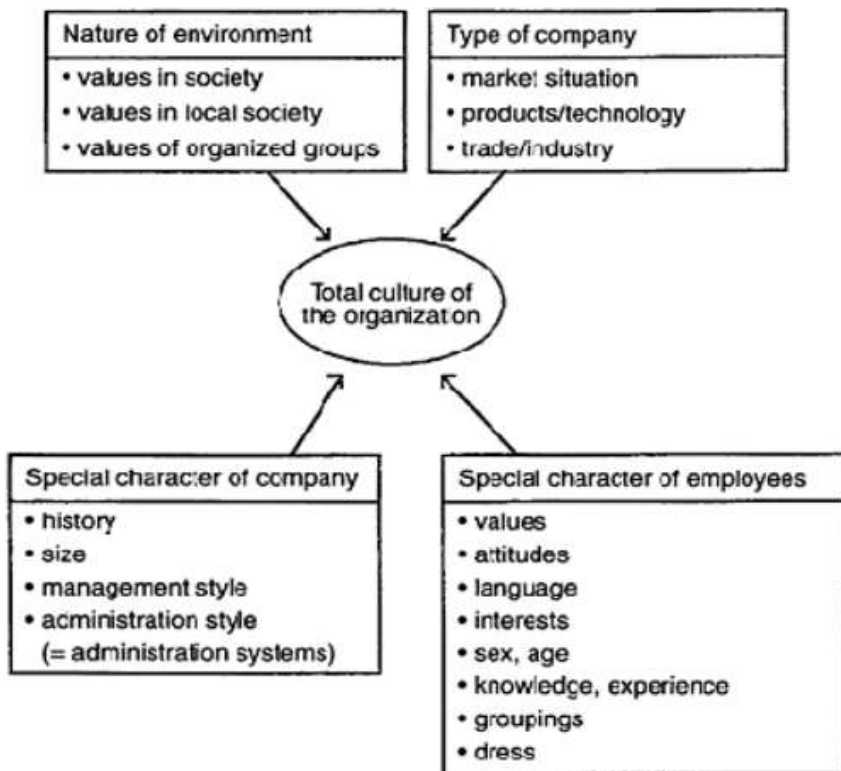 Nature of environment
• values in society
• values in local society
• values of organized groups
Type of company
• market situation
• products/technology
• trade/industry
Total culture of
the organization
Special character of company
• history
• size
• management style
• administration style
(= administration systems)
Special character of employees
• values
• attitudes
• language
• interests
• sex, age
• knowledge, experience
• groupings
• dress